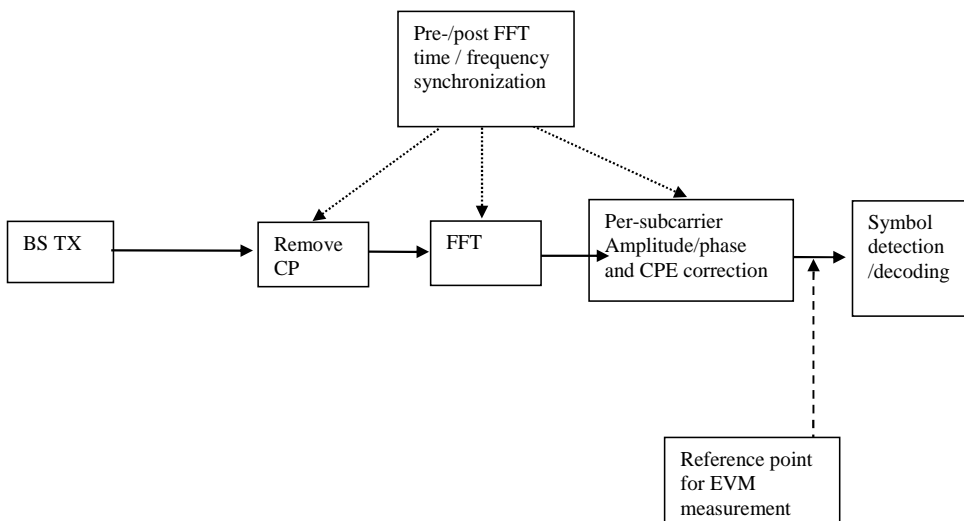 Pre-/post FFT
time / frequency
synchronization
BS TX
Remove
CP
FFT
Per-subcarrier
Amplitude/phase
and CPE correction
Symbol
detection
/decoding
Reference point
for EVM
measurement